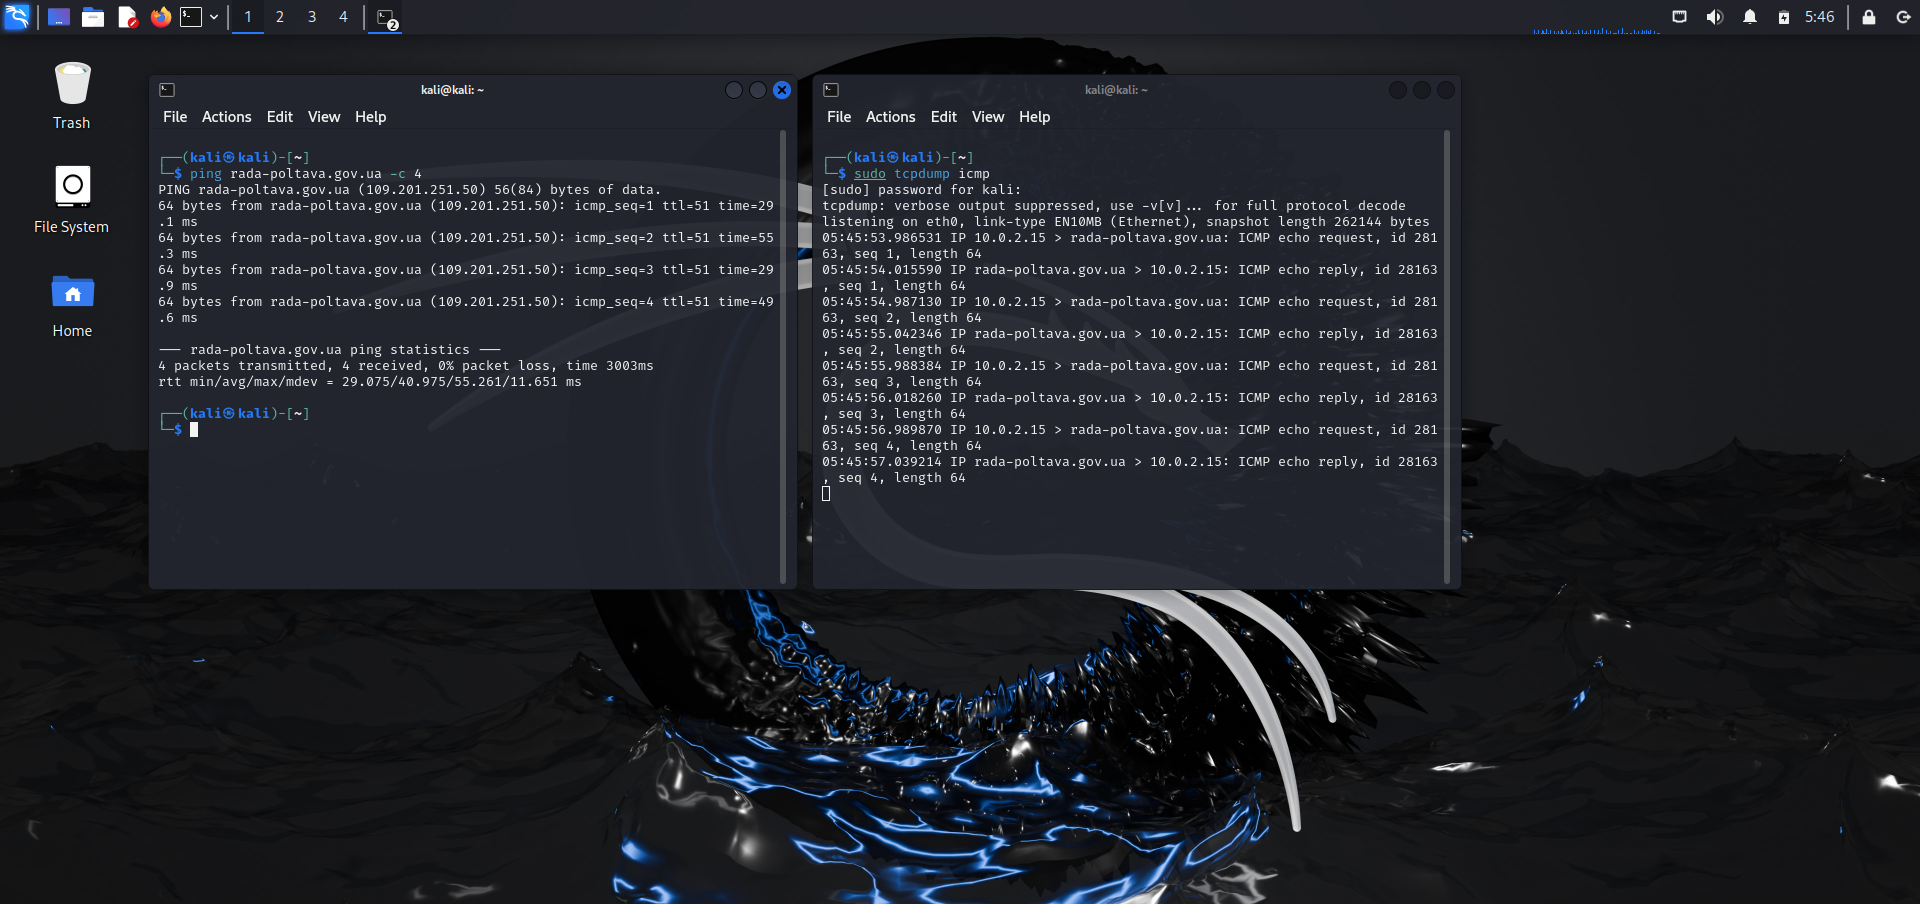 1 2 3 4 2 5:46
Trash
File System
Home
kali@kali: ~
File Actions Edit View Help
┌──(kali㉿kali)-[~]
└─$ ping rada-poltava.gov.ua -c 4
PING rada-poltava.gov.ua (109.201.251.50) 56(84) bytes of data.
64 bytes from rada-poltava.gov.ua (109.201.251.50): icmp_seq=1 ttl=51 time=29
.1 ms
64 bytes from rada-poltava.gov.ua (109.201.251.50): icmp_seq=2 ttl=51 time=55
.3 ms
64 bytes from rada-poltava.gov.ua (109.201.251.50): icmp_seq=3 ttl=51 time=29
.9 ms
64 bytes from rada-poltava.gov.ua (109.201.251.50): icmp_seq=4 ttl=51 time=49
.6 ms
--- rada-poltava.gov.ua ping statistics ---
4 packets transmitted, 4 received, 0% packet loss, time 3003ms
rtt min/avg/max/mdev = 29.075/40.975/55.261/11.651 ms
┌──(kali㉿kali)-[~]
└─$
kali@kali: ~
File Actions Edit View Help
┌──(kali㉿kali)-[~]
└─$ sudo tcpdump icmp
[sudo] password for kali:
tcpdump: verbose output suppressed, use -v[v]... for full protocol decode
listening on eth0, link-type EN10MB (Ethernet), snapshot length 262144 bytes
05:45:53.986531 IP 10.0.2.15 > rada-poltava.gov.ua: ICMP echo request, id 281
63, seq 1, length 64
05:45:54.015590 IP rada-poltava.gov.ua > 10.0.2.15: ICMP echo reply, id 28163
, seq 1, length 64
05:45:54.987130 IP 10.0.2.15 > rada-poltava.gov.ua: ICMP echo request, id 281
63, seq 2, length 64
05:45:55.042346 IP rada-poltava.gov.ua > 10.0.2.15: ICMP echo reply, id 28163
, seq 2, length 64
05:45:55.988384 IP 10.0.2.15 > rada-poltava.gov.ua: ICMP echo request, id 281
63, seq 3, length 64
05:45:56.018260 IP rada-poltava.gov.ua > 10.0.2.15: ICMP echo reply, id 28163
, seq 3, length 64
05:45:56.989870 IP 10.0.2.15 > rada-poltava.gov.ua: ICMP echo request, id 281
63, seq 4, length 64
05:45:57.039214 IP rada-poltava.gov.ua > 10.0.2.15: ICMP echo reply, id 28163
, seq 4, length 64